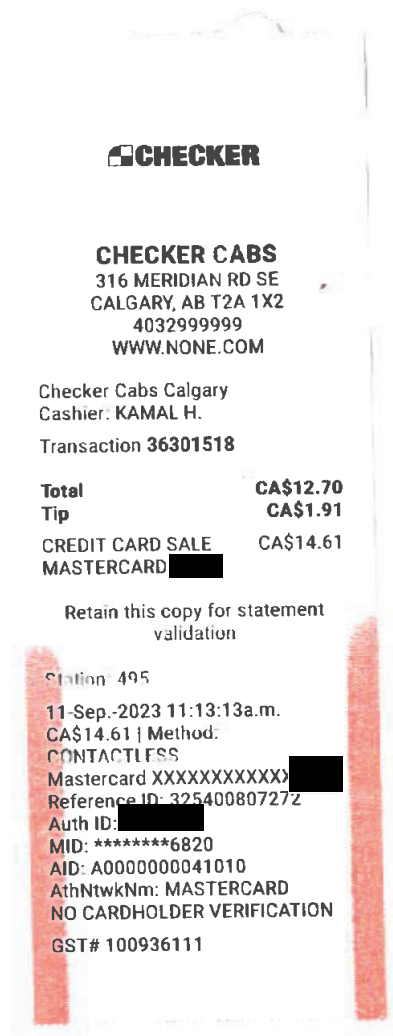 CHECKER
CHECKER CABS
316 MERIDIAN RD SE
CALGARY, AB T2A 1X2
4032999999
WWW.NONE.COM
Checker Cabs Calgary
Cashier: KAMAL H.
Transaction 36301518
Total CA$12.70
Tip CA$1.91
CREDIT CARD SALE CA$14.61
MASTERCARD
Retain this copy for statement
validation
Station: 495
11-Sep.-2023 11:13:13a.m.
CA$14.61 | Method:
CONTACTLESS
Mastercard XXXXXXXXXXXX
Reference ID: 325400807272
Auth ID:
MID: ********6820
AID: A0000000041010
AthNtwkNm: MASTERCARD
NO CARDHOLDER VERIFICATION
GST# 100936111